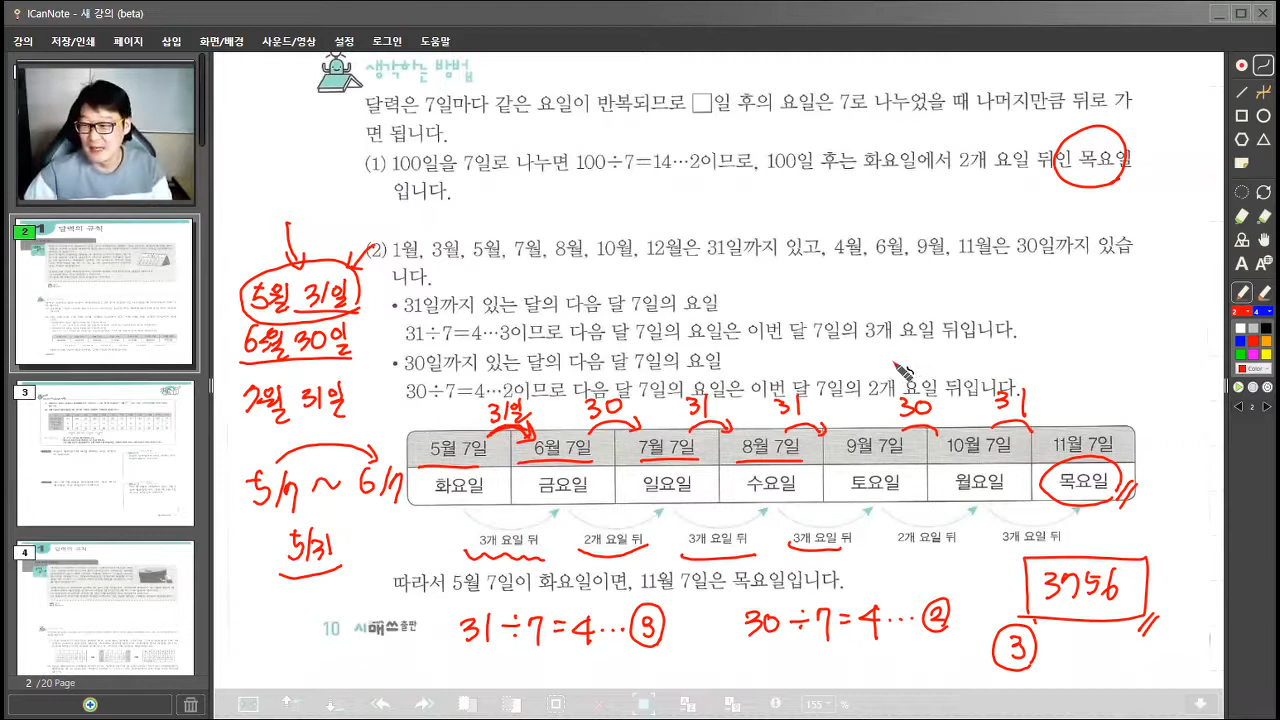 ICanNote - 새 강의 (beta)
강의 저장/인쇄 페이지 삽입 화면/배경 사운드/영상 설정 로그인 도움말
생각하는 방법
달력은 7일마다 같은 요일이 반복되므로 □일 후의 요일은 7로 나누었을 때 나머지만큼 뒤로 가
면 됩니다.
(1) 100일을 7일로 나누면 100÷7=14…2이므로, 100일 후는 화요일에서 2개 요일 뒤인 목요일
입니다.
(2) 1월, 3월, 5월, 7월, 8월, 10월, 12월은 31일까지 있고, 4월, 6월, 9월, 11월은 30일까지 있습
니다.
5월 31일
• 31일까지 있는 달의 다음 달 7일의 요일
31÷7=4…3이므로 다음 달 7일의 요일은 이번 달 7일의 3개 요일 뒤입니다.
6월 30일
• 30일까지 있는 달의 다음 달 7일의 요일
30÷7=4…2이므로 다음 달 7일의 요일은 이번 달 7일의 2개 요일 뒤입니다.
7월 31일
31일 30 31 31 30 31
5월 7일 6월 7일 7월 7일 8월 7일 9월 7일 10월 7일 11월 7일
화요일 금요일 일요일 수요일 토요일 월요일 목요일
5/7 ~ 6/7
3개 요일 뒤 2개 요일 뒤 3개 요일 뒤 3개 요일 뒤 2개 요일 뒤 3개 요일 뒤
5/31
따라서 5월 7일이 화요일이면, 11월 7일은 목요일입니다.
3756
31÷7=4…3
30÷7=4…2
3
10 시매쓰출판
2
달력의 규칙
3
4
2 /20 Page
155 %
2 4
Color
2